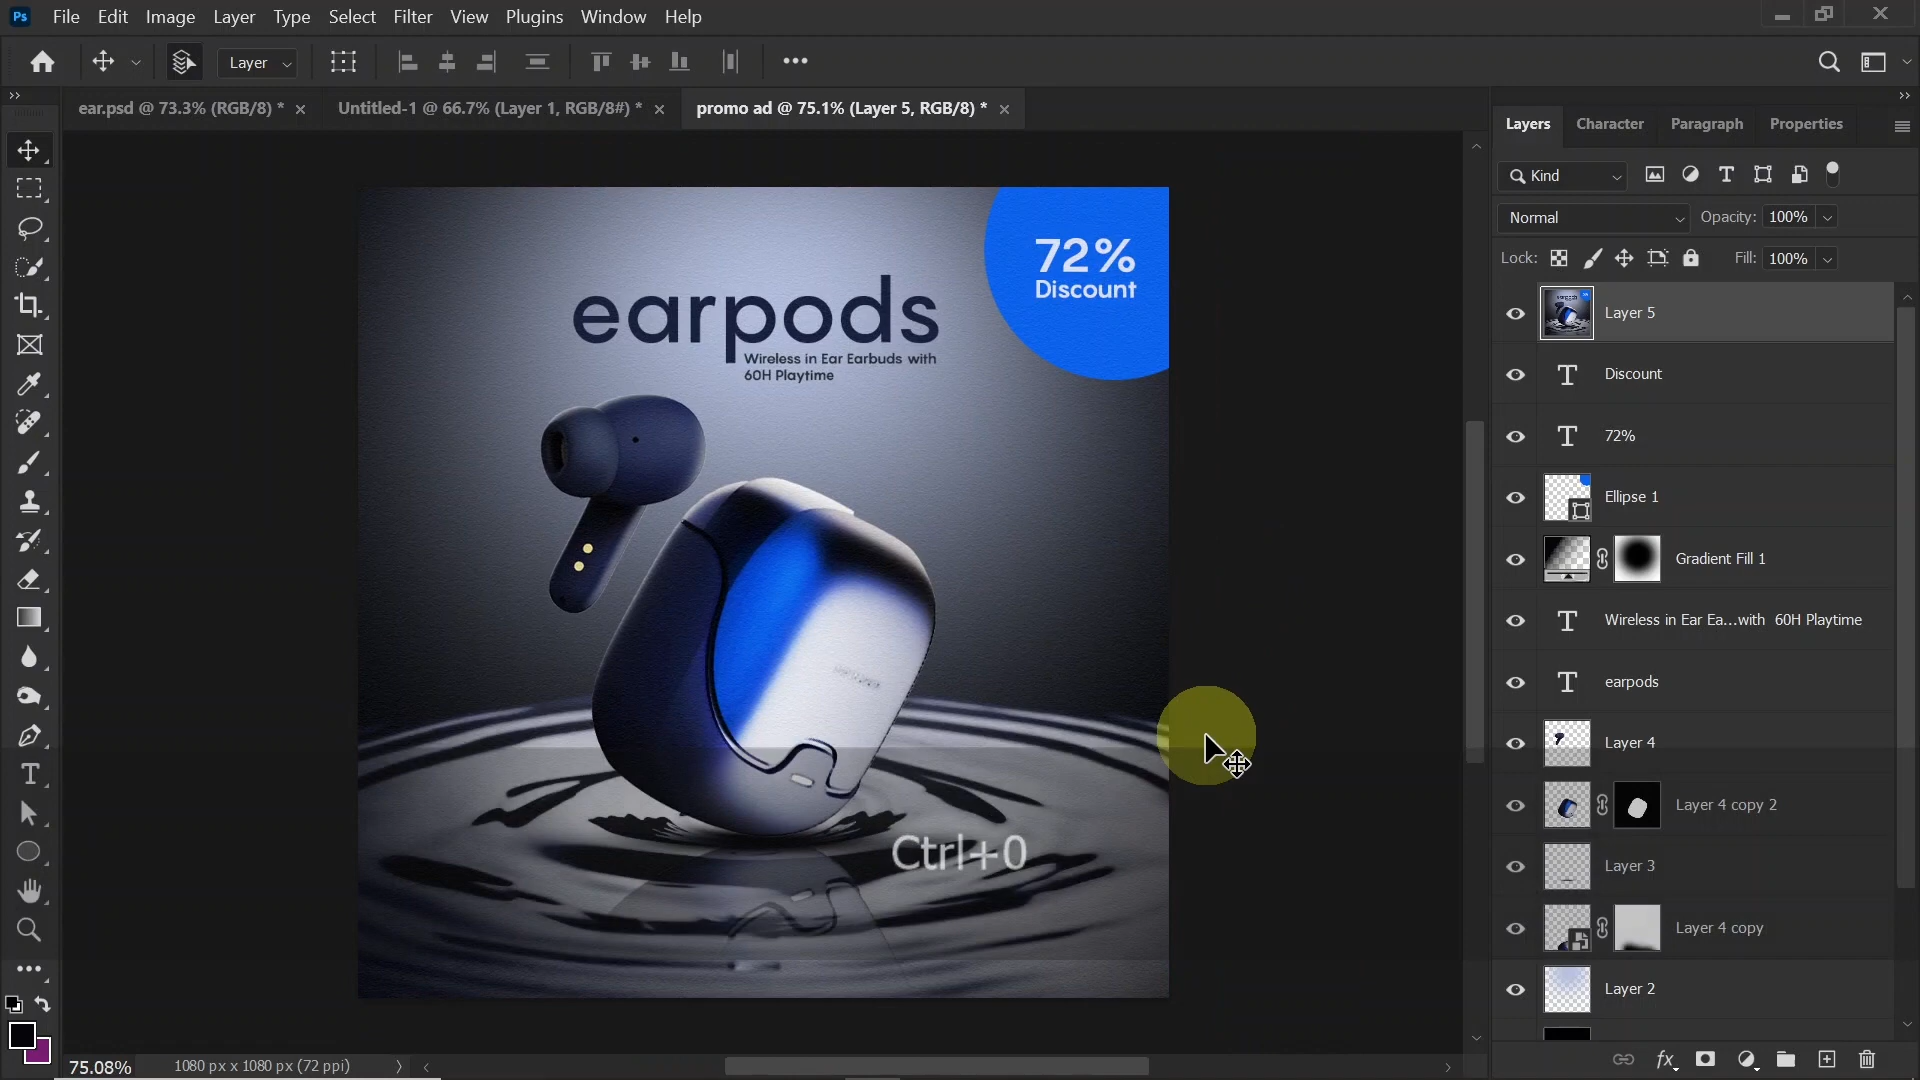 Ps File Edit Image Layer Type Select Filter View Plugins Window Help
Layer
ear.psd @ 73.3% (RGB/8) *
Untitled-1 @ 66.7% (Layer 1, RGB/8#) *
promo ad @ 75.1% (Layer 5, RGB/8) *
Layers Character Paragraph Properties
Kind
Normal Opacity: 100%
Lock: Fill: 100%
Layer 5
Discount
72%
Ellipse 1
Gradient Fill 1
Wireless in Ear Ea...with 60H Playtime
earpods
Layer 4
Layer 4 copy 2
Layer 3
Layer 4 copy
Layer 2
72%
Discount
earpods
Wireless in Ear Earbuds with
60H Playtime
Ctrl+0
75.08% 1080 px x 1080 px (72 ppi)